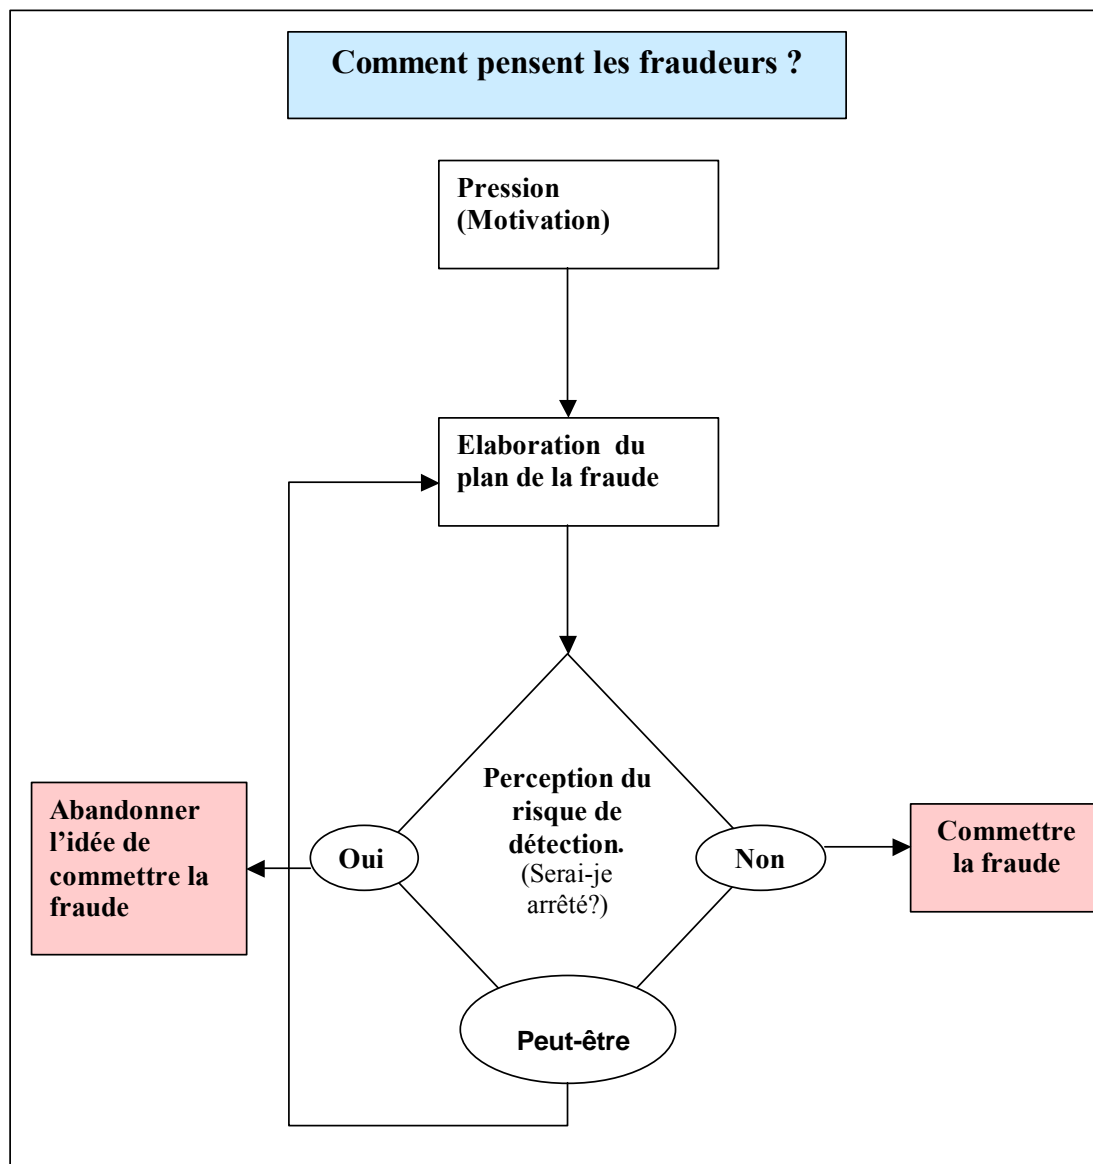 Comment pensent les fraudeurs ?
Pression
(Motivation)
Elaboration du
plan de la fraude
Perception du
risque de
détection.
(Serai-je
arrêté?)
Abandonner
l’idée de
commettre la
fraude
Oui
Non
Commettre
la fraude
Peut-être